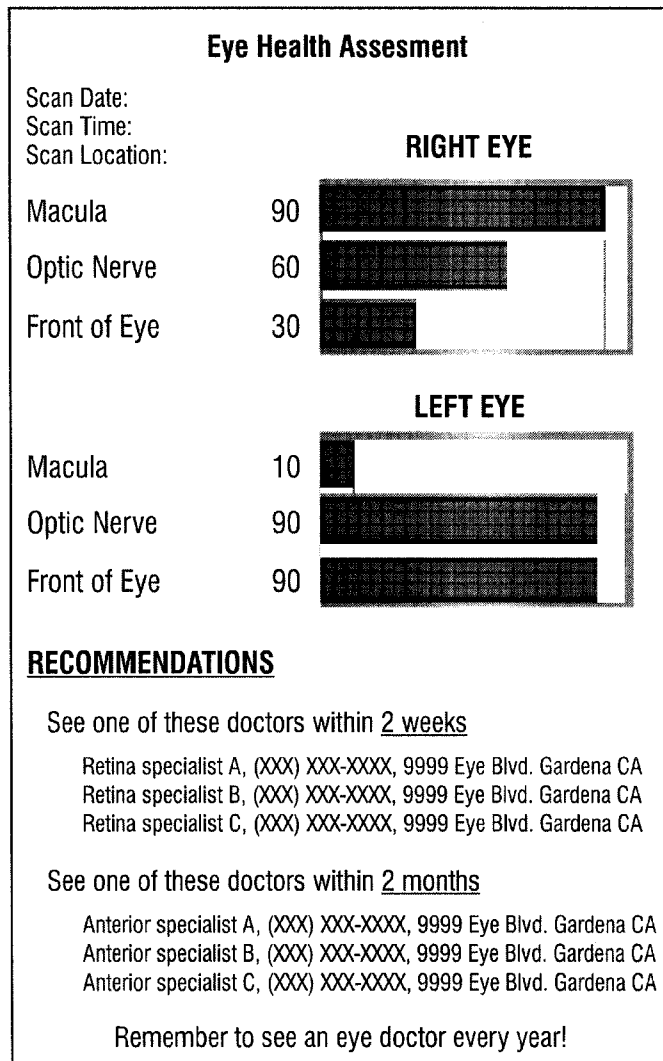 Eye Health Assesment
Scan Date:
Scan Time:
Scan Location:
RIGHT EYE
Macula 90
Optic Nerve 60
Front of Eye 30
LEFT EYE
Macula 10
Optic Nerve 90
Front of Eye 90
RECOMMENDATIONS
See one of these doctors within 2 weeks
Retina specialist A, (XXX) XXX-XXXX, 9999 Eye Blvd. Gardena CA
Retina specialist B, (XXX) XXX-XXXX, 9999 Eye Blvd. Gardena CA
Retina specialist C, (XXX) XXX-XXXX, 9999 Eye Blvd. Gardena CA
See one of these doctors within 2 months
Anterior specialist A, (XXX) XXX-XXXX, 9999 Eye Blvd. Gardena CA
Anterior specialist B, (XXX) XXX-XXXX, 9999 Eye Blvd. Gardena CA
Anterior specialist C, (XXX) XXX-XXXX, 9999 Eye Blvd. Gardena CA
Remember to see an eye doctor every year!